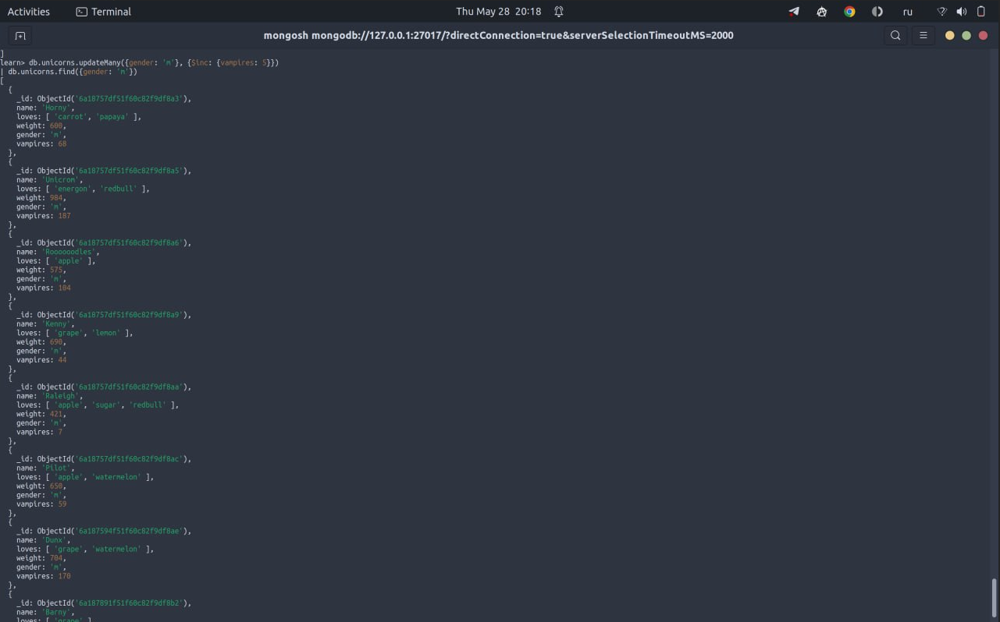 Activities
Terminal
Thu May 28 20:18
ru
mongosh mongodb://127.0.0.1:27017/?directConnection=true&serverSelectionTimeoutMS=2000
]
learn> db.unicorns.updateMany({gender: 'm'}, {$inc: {vampires: 5}})
| db.unicorns.find({gender: 'm'})
[
{
_id: ObjectId('6a18757df51f60c82f9df8a3'),
name: 'Horny',
loves: [ 'carrot', 'papaya' ],
weight: 600,
gender: 'm',
vampires: 68
},
{
_id: ObjectId('6a18757df51f60c82f9df8a5'),
name: 'Unicrom',
loves: [ 'energon', 'redbull' ],
weight: 984,
gender: 'm',
vampires: 187
},
{
_id: ObjectId('6a18757df51f60c82f9df8a6'),
name: 'Roooooodles',
loves: [ 'apple' ],
weight: 575,
gender: 'm',
vampires: 104
},
{
_id: ObjectId('6a18757df51f60c82f9df8a9'),
name: 'Kenny',
loves: [ 'grape', 'lemon' ],
weight: 690,
gender: 'm',
vampires: 44
},
{
_id: ObjectId('6a18757df51f60c82f9df8aa'),
name: 'Raleigh',
loves: [ 'apple', 'sugar', 'redbull' ],
weight: 421,
gender: 'm',
vampires: 7
},
{
_id: ObjectId('6a18757df51f60c82f9df8ac'),
name: 'Pilot',
loves: [ 'apple', 'watermelon' ],
weight: 650,
gender: 'm',
vampires: 59
},
{
_id: ObjectId('6a187594f51f60c82f9df8ae'),
name: 'Dunx',
loves: [ 'grape', 'watermelon' ],
weight: 704,
gender: 'm',
vampires: 170
},
{
_id: ObjectId('6a187891f51f60c82f9df8b2'),
name: 'Barny',
loves: [ 'grape' ]